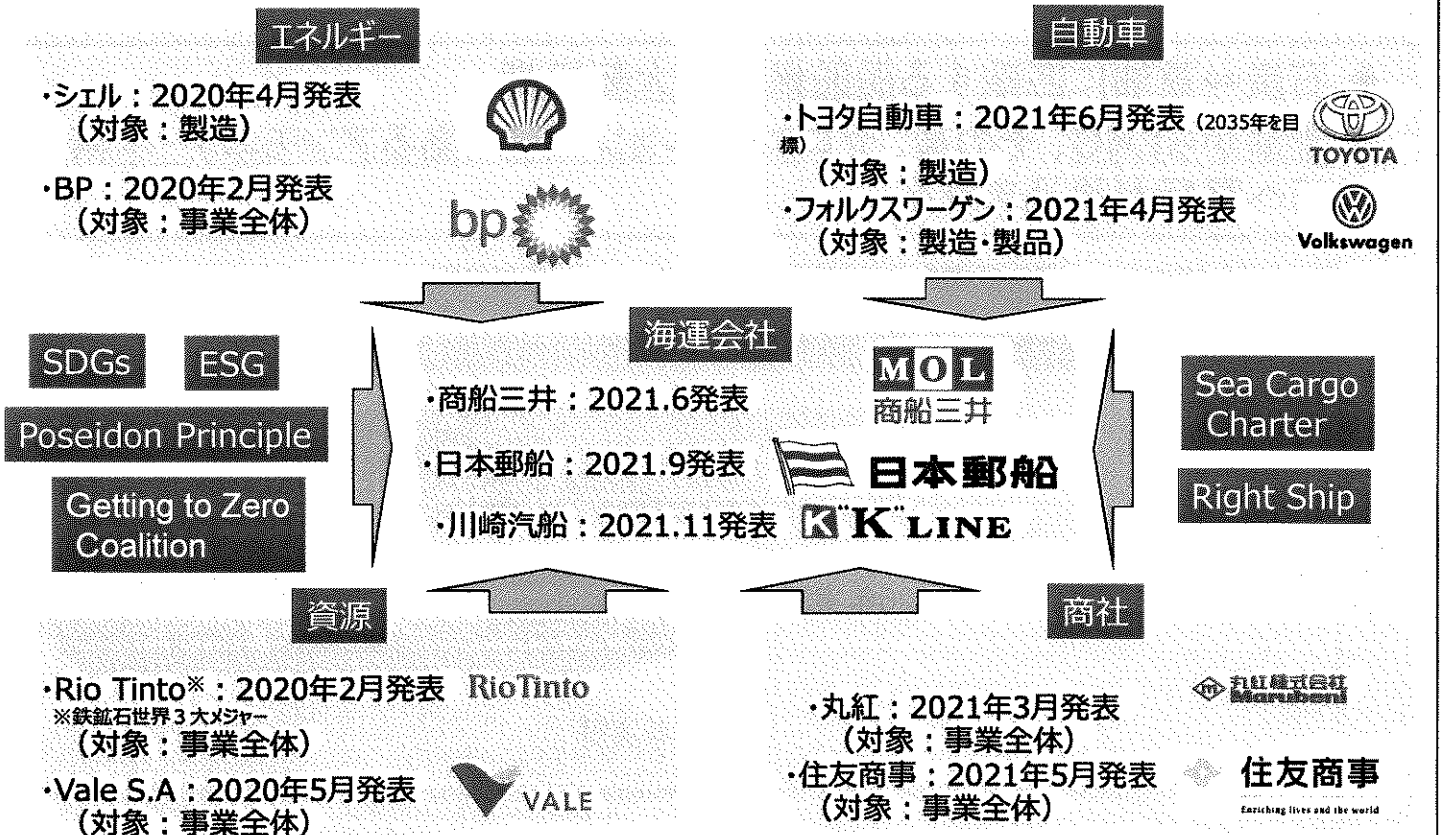 エネルギー
・シェル：2020年4月発表
（対象：製造）
・BP：2020年2月発表
（対象：事業全体）
bp
自動車
・トヨタ自動車：2021年6月発表（2035年を目
標）
（対象：製造）
TOYOTA
・フォルクスワーゲン：2021年4月発表
（対象：製造・製品）
Volkswagen
SDGs
ESG
Poseidon Principle
Getting to Zero
Coalition
海運会社
・商船三井：2021.6発表
MOL
商船三井
・日本郵船：2021.9発表
日本郵船
・川崎汽船：2021.11発表
K "K" LINE
Sea Cargo
Charter
Right Ship
資源
・Rio Tinto※：2020年2月発表
RioTinto
※鉄鉱石世界３大メジャー
（対象：事業全体）
・Vale S.A：2020年5月発表
（対象：事業全体）
VALE
商社
・丸紅：2021年3月発表
（対象：事業全体）
丸紅株式会社
Marubeni
・住友商事：2021年5月発表
（対象：事業全体）
住友商事
Enriching lives and the world